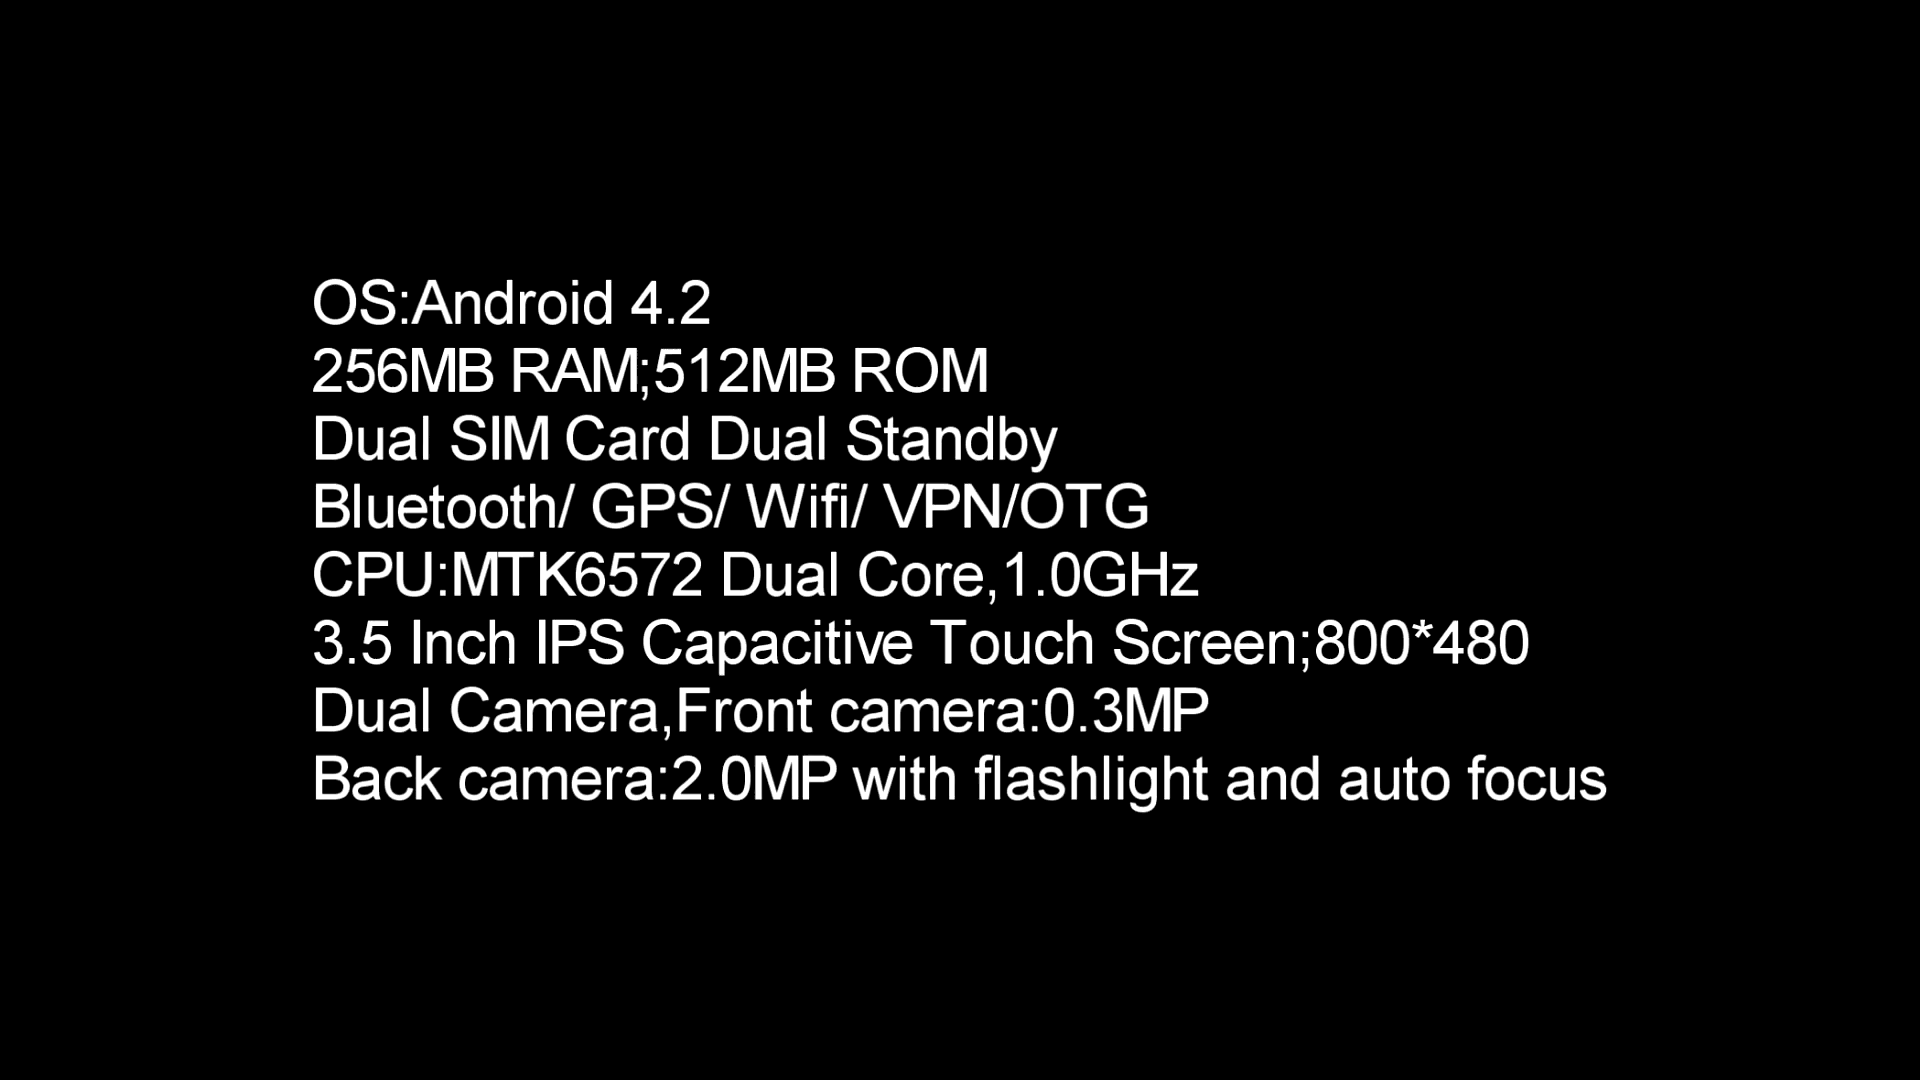 OS:Android 4.2
256MB RAM;512MB ROM
Dual SIM Card Dual Standby
Bluetooth/ GPS/ Wifi/ VPN/OTG
CPU:MTK6572 Dual Core,1.0GHz
3.5 Inch IPS Capacitive Touch Screen;800*480
Dual Camera,Front camera:0.3MP
Back camera:2.0MP with flashlight and auto focus